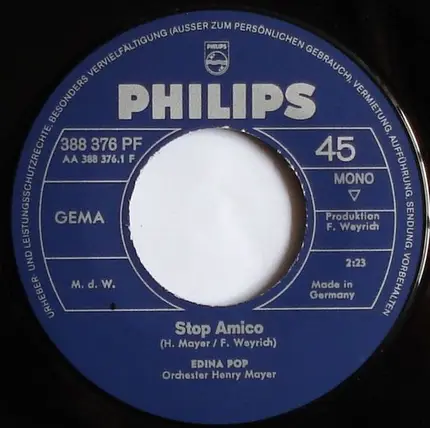 URHEBER- UND LEISTUNGSSCHUTZRECHTE, BESONDERS VERVIELFÄLTIGUNG (AUSSER ZUM PERSÖNLICHEN GEBRAUCH), VERMIETUNG, AUFFÜHRUNG, SENDUNG, VORBEHALTEN
PHILIPS
PHILIPS
388 376 PF
AA 388 376.1 F
45
MONO
GEMA
Produktion
F. Weyrich
M. d. W.
2:23
Made in
Germany
Stop Amico
(H. Mayer / F. Weyrich)
EDINA POP
Orchester Henry Mayer